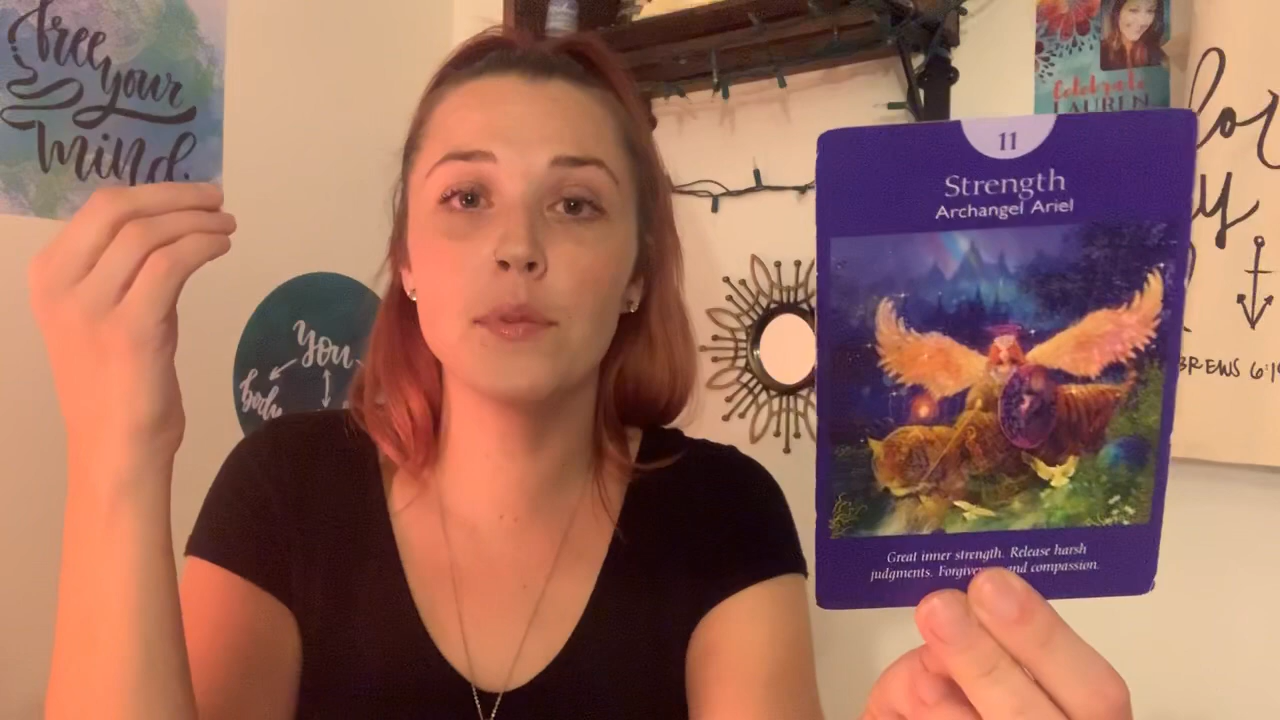 free
your
mind.
You
Body
Celebrate
LAUREN
11
Strength
Archangel Ariel
Great inner strength. Release harsh
judgments. and compassion.